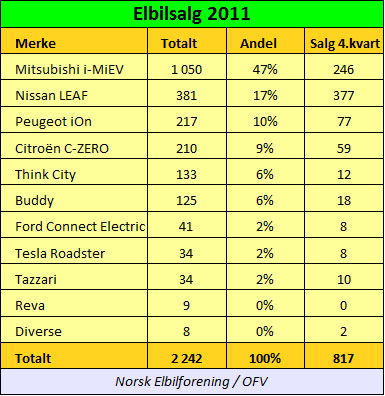 Elbilsalg 2011
Merke Totalt Andel Salg 4.kvart
Mitsubishi i-MiEV 1 050 47% 246
Nissan LEAF 381 17% 377
Peugeot iOn 217 10% 77
Citroën C-ZERO 210 9% 59
Think City 133 6% 12
Buddy 125 6% 18
Ford Connect Electric 41 2% 8
Tesla Roadster 34 2% 8
Tazzari 34 2% 10
Reva 9 0% 0
Diverse 8 0% 2
Totalt 2 242 100% 817
Norsk Elbilforening / OFV